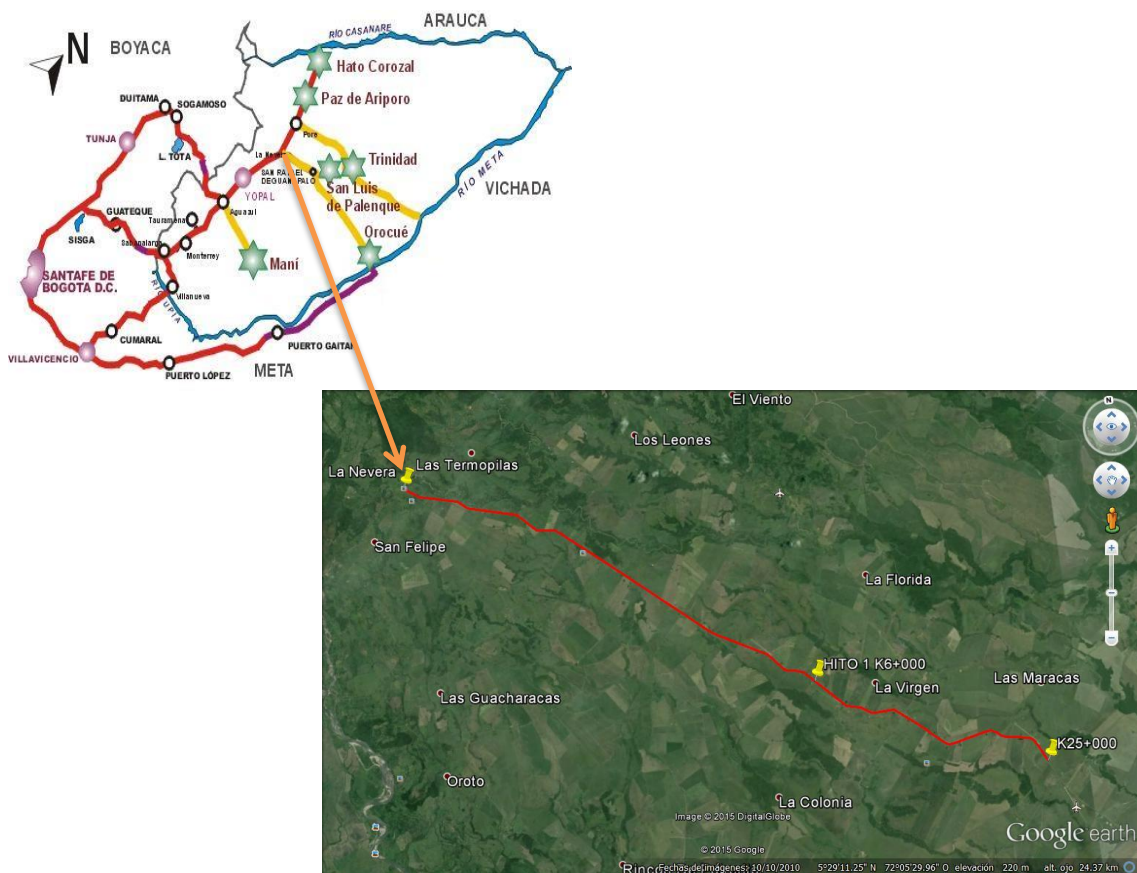 N
BOYACA
ARAUCA
RÍO CASANARE
Hato Corozal
Paz de Ariporo
DUITAMA
SOGAMOSO
TUNJA
L. TOTA
Pore
Trinidad
SAN RAFAEL
YOPAL
San Luis
de Palenque
RÍO META
VICHADA
GUATEQUE
Tauramena
Aguazul
Orocué
SISGA
Monterrey
Maní
SANTAFE DE
BOGOTA D.C.
Villanueva
RÍO UPIA
CUMARAL
VILLAVICENCIO
PUERTO LÓPEZ
META
PUERTO GAITAN
El Viento
N
Los Leones
La Nevera
Las Termopilas
San Felipe
La Florida
HITO 1 K6+000
La Virgen
Las Maracas
Las Guacharacas
K25+000
Oroto
La Colonia
Image © 2015 DigitalGlobe
Google earth
© 2015 Google
Fechas de imágenes: 10/10/2010 5°29'11.25" N 72°05'29.96" O elevación 220 m alt. ojo 24.37 km